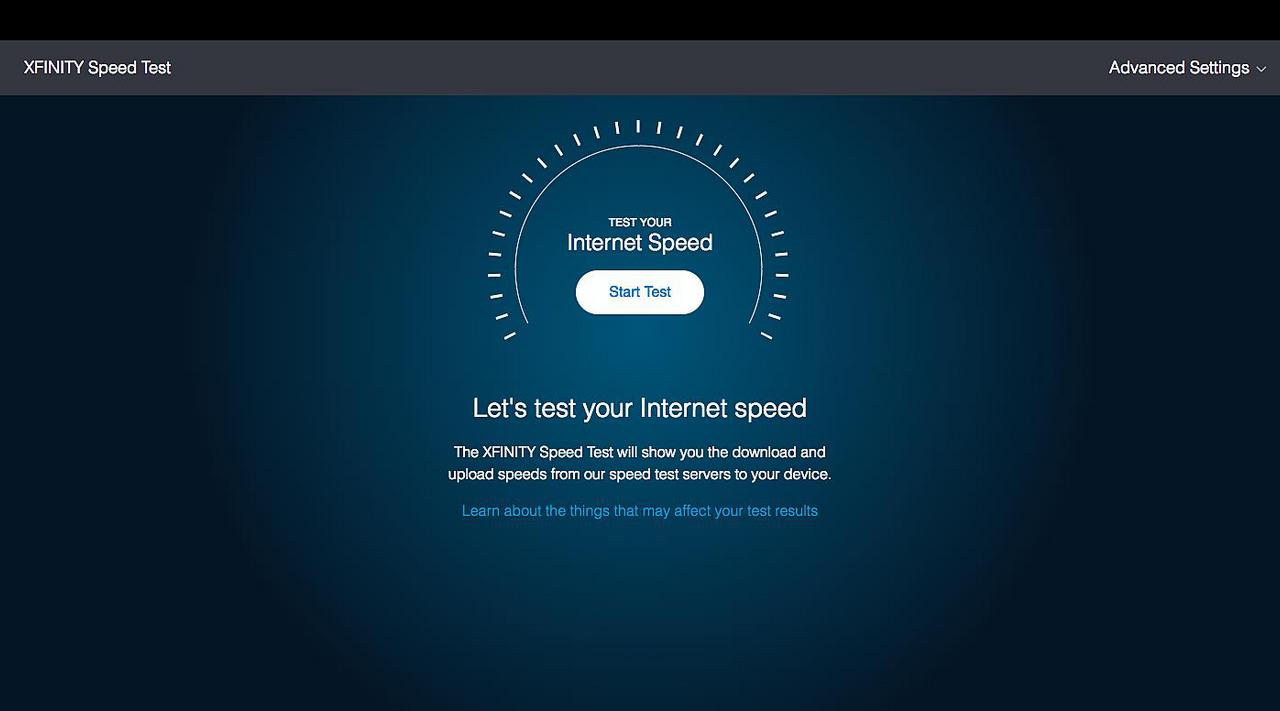 XFINITY Speed Test
Advanced Settings
TEST YOUR
Internet Speed
Start Test
Let's test your Internet speed
The XFINITY Speed Test will show you the download and
upload speeds from our speed test servers to your device.
Learn about the things that may affect your test results